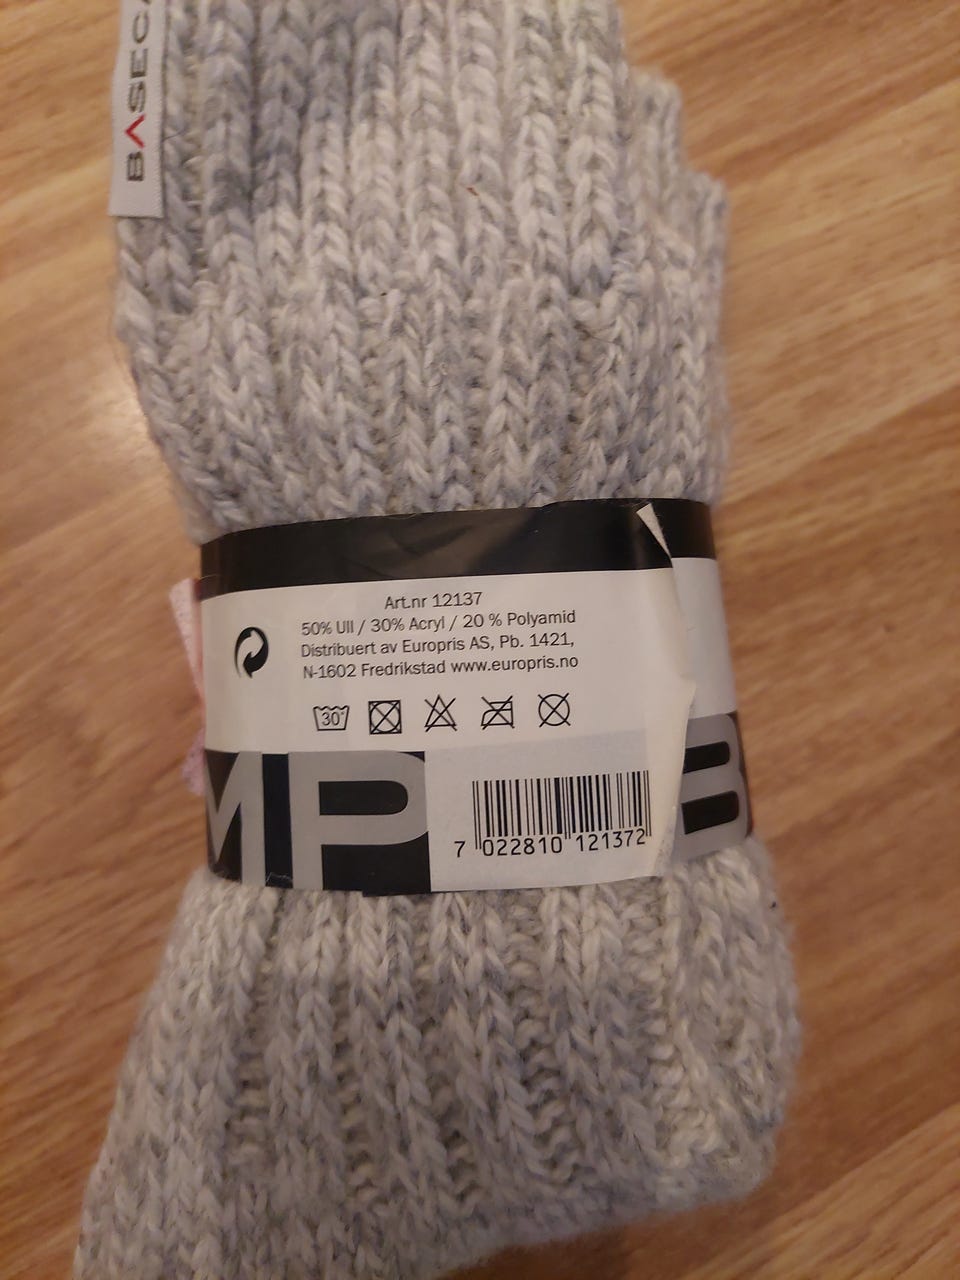 BASEC
Art.nr 12137
50% Ull / 30% Acryl / 20 % Polyamid
Distribuert av Europris AS, Pb. 1421,
N-1602 Fredrikstad www.europris.no
30°
MP
B
7 022810 121372